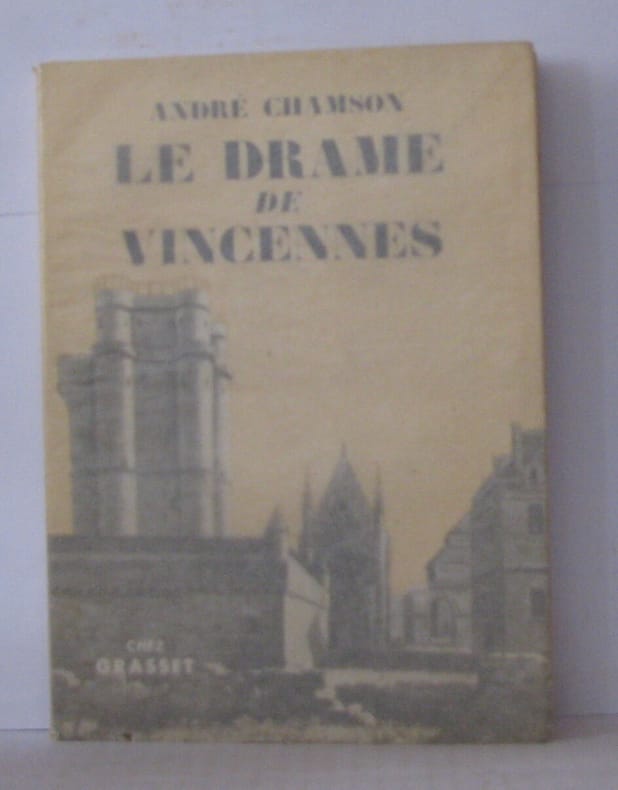 ANDRÉ CHAMSON
LE DRAME
DE
VINCENNES
CHEZ
GRASSET